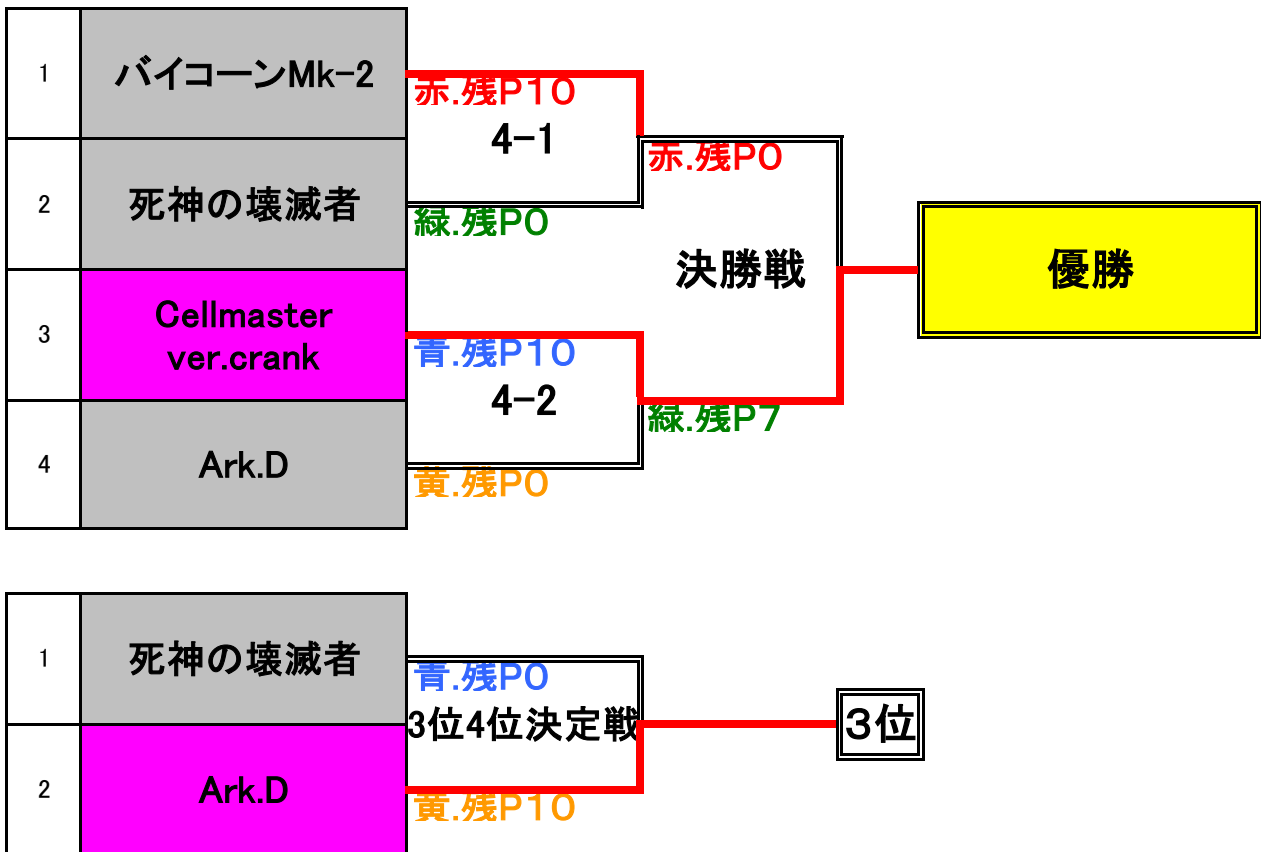 1
バイコーンMk-2
赤.残P10
4-1
2
死神の壊滅者
緑.残P0
赤.残P0
決勝戦
優勝
3
Cellmaster
ver.crank
青.残P10
4-2
緑.残P7
4
Ark.D
黄.残P0
1
死神の壊滅者
青.残P0
3位4位決定戦
3位
2
Ark.D
黄.残P10